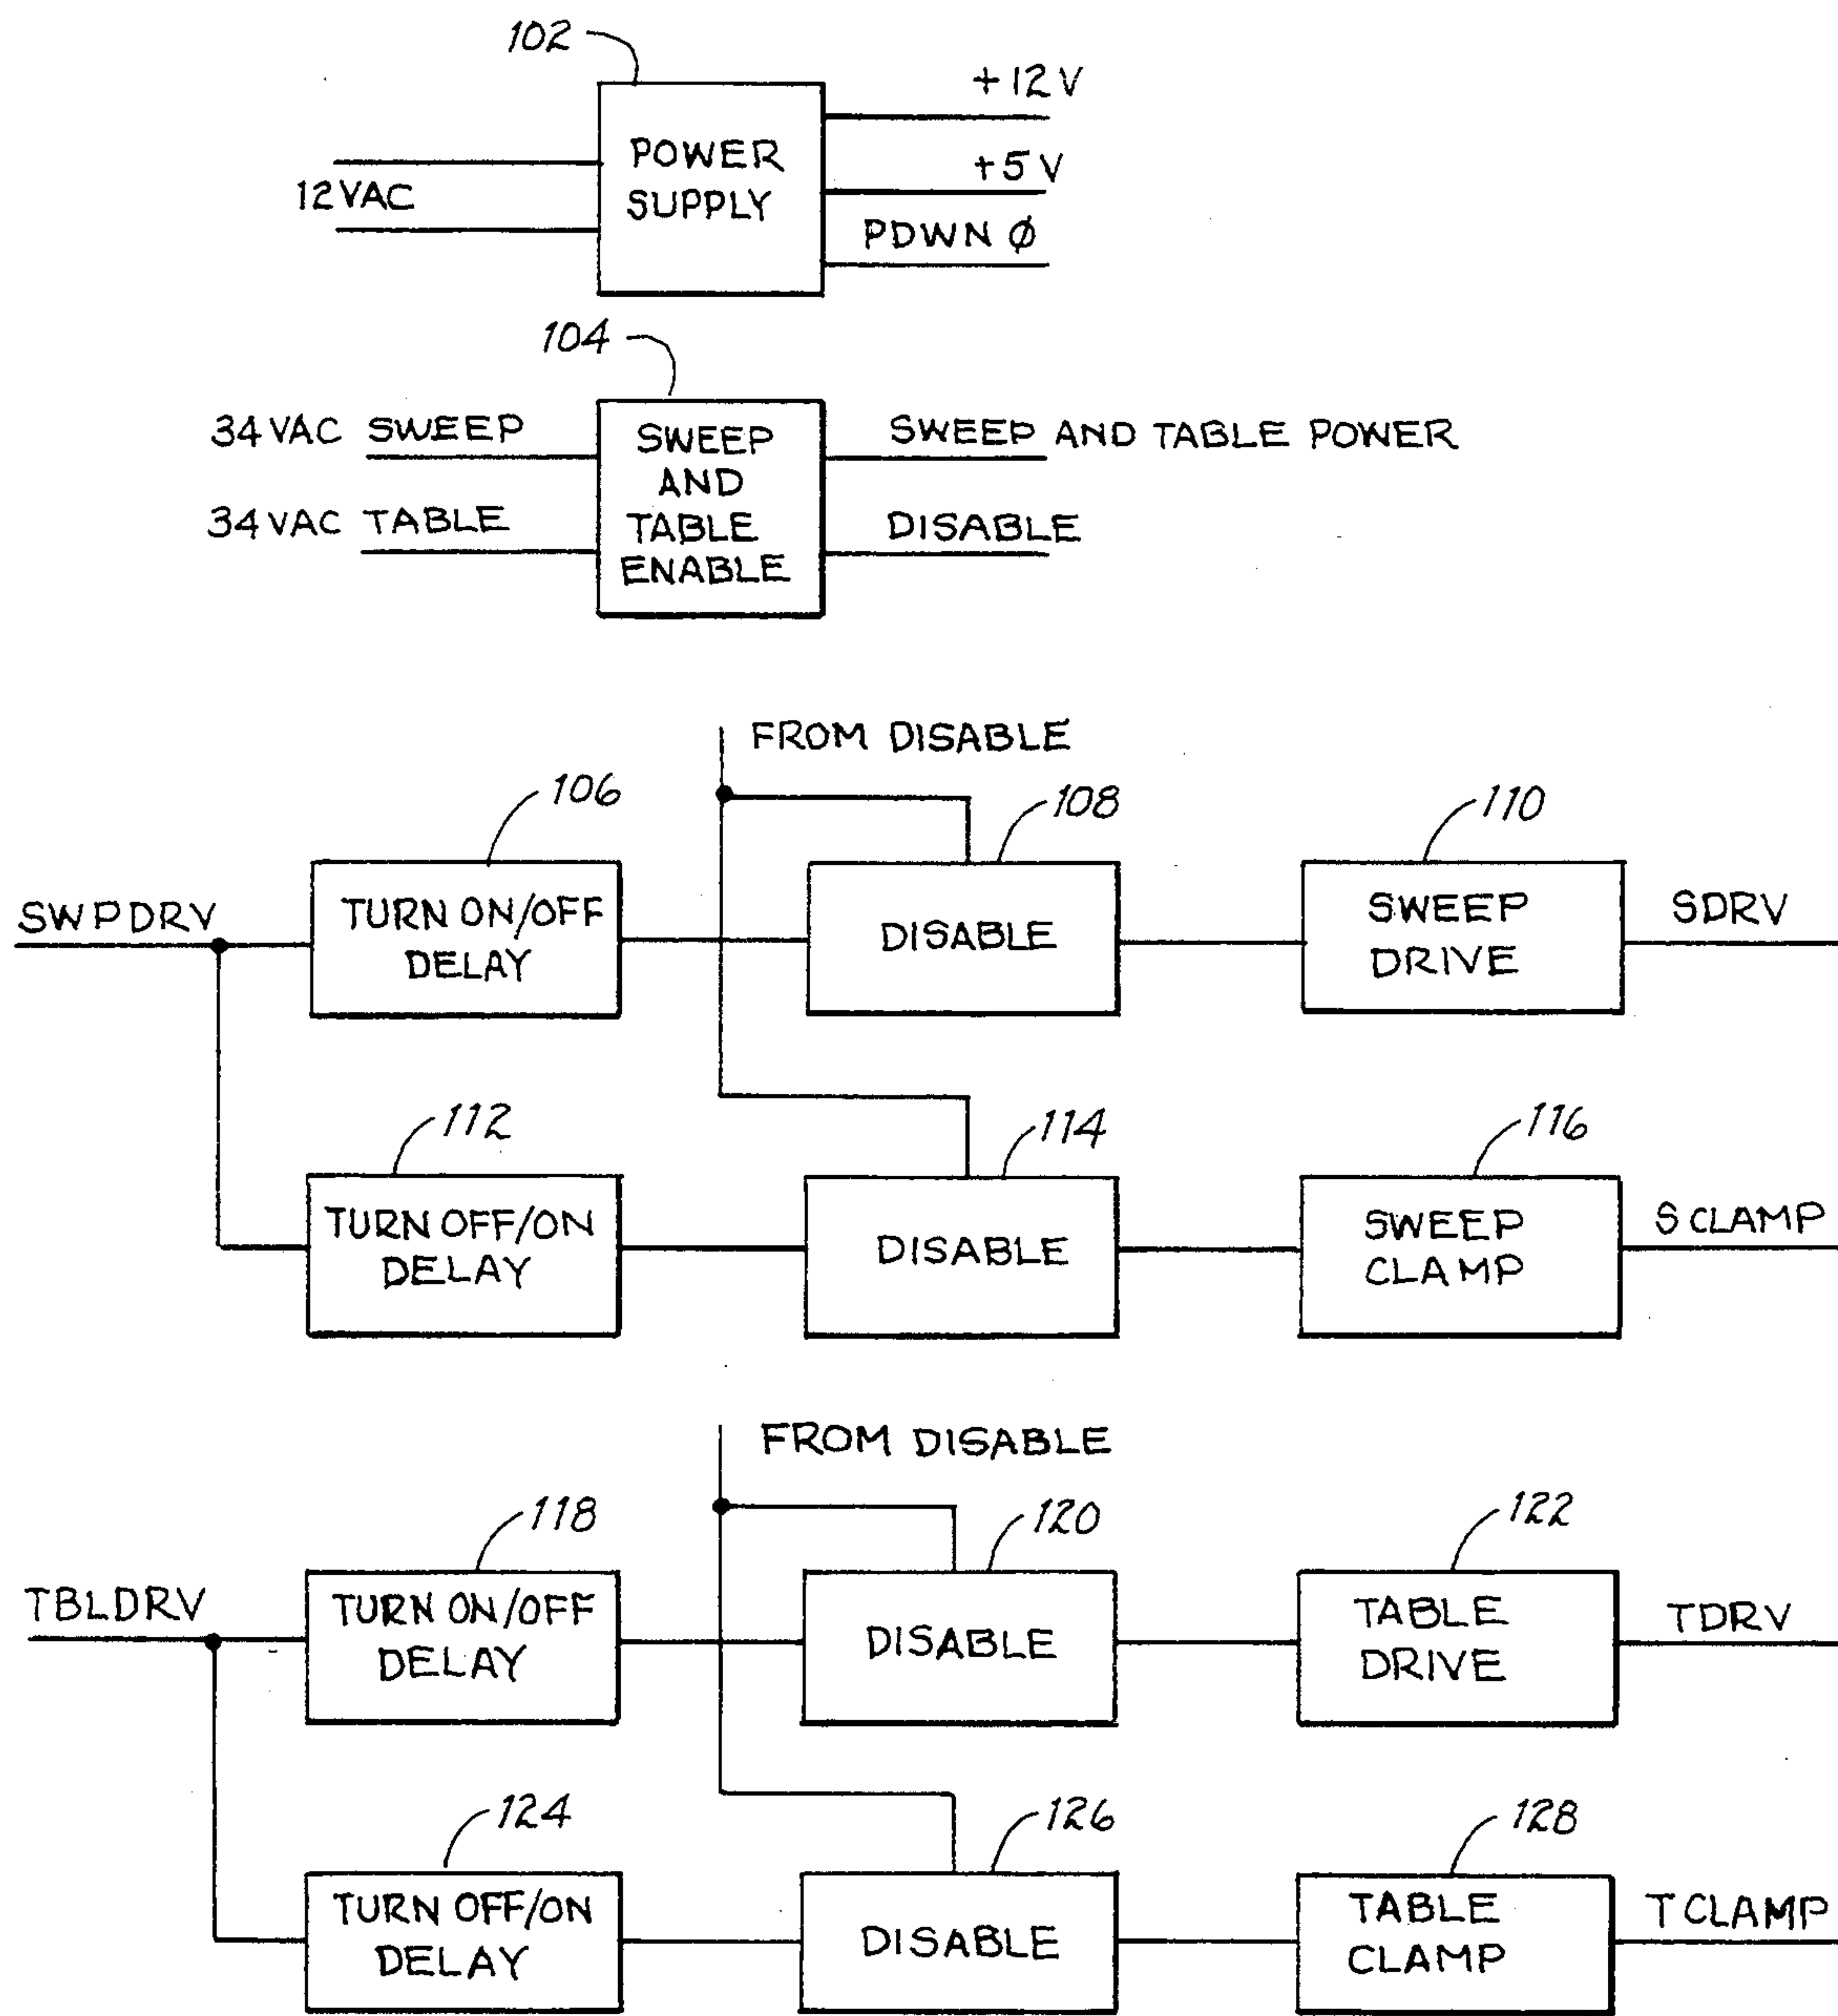 102
+12V
POWER
SUPPLY
+5V
12VAC
PDWN Ø
104
34VAC SWEEP
SWEEP
AND
TABLE
ENABLE
SWEEP AND TABLE POWER
34VAC TABLE
DISABLE
FROM DISABLE
106
108
110
SWPDRV
TURN ON/OFF
DELAY
DISABLE
SWEEP
DRIVE
SDRV
112
114
116
TURN OFF/ON
DELAY
DISABLE
SWEEP
CLAMP
SCLAMP
FROM DISABLE
118
120
122
TBLDRV
TURN ON/OFF
DELAY
DISABLE
TABLE
DRIVE
TDRV
124
126
128
TURN OFF/ON
DELAY
DISABLE
TABLE
CLAMP
TCLAMP